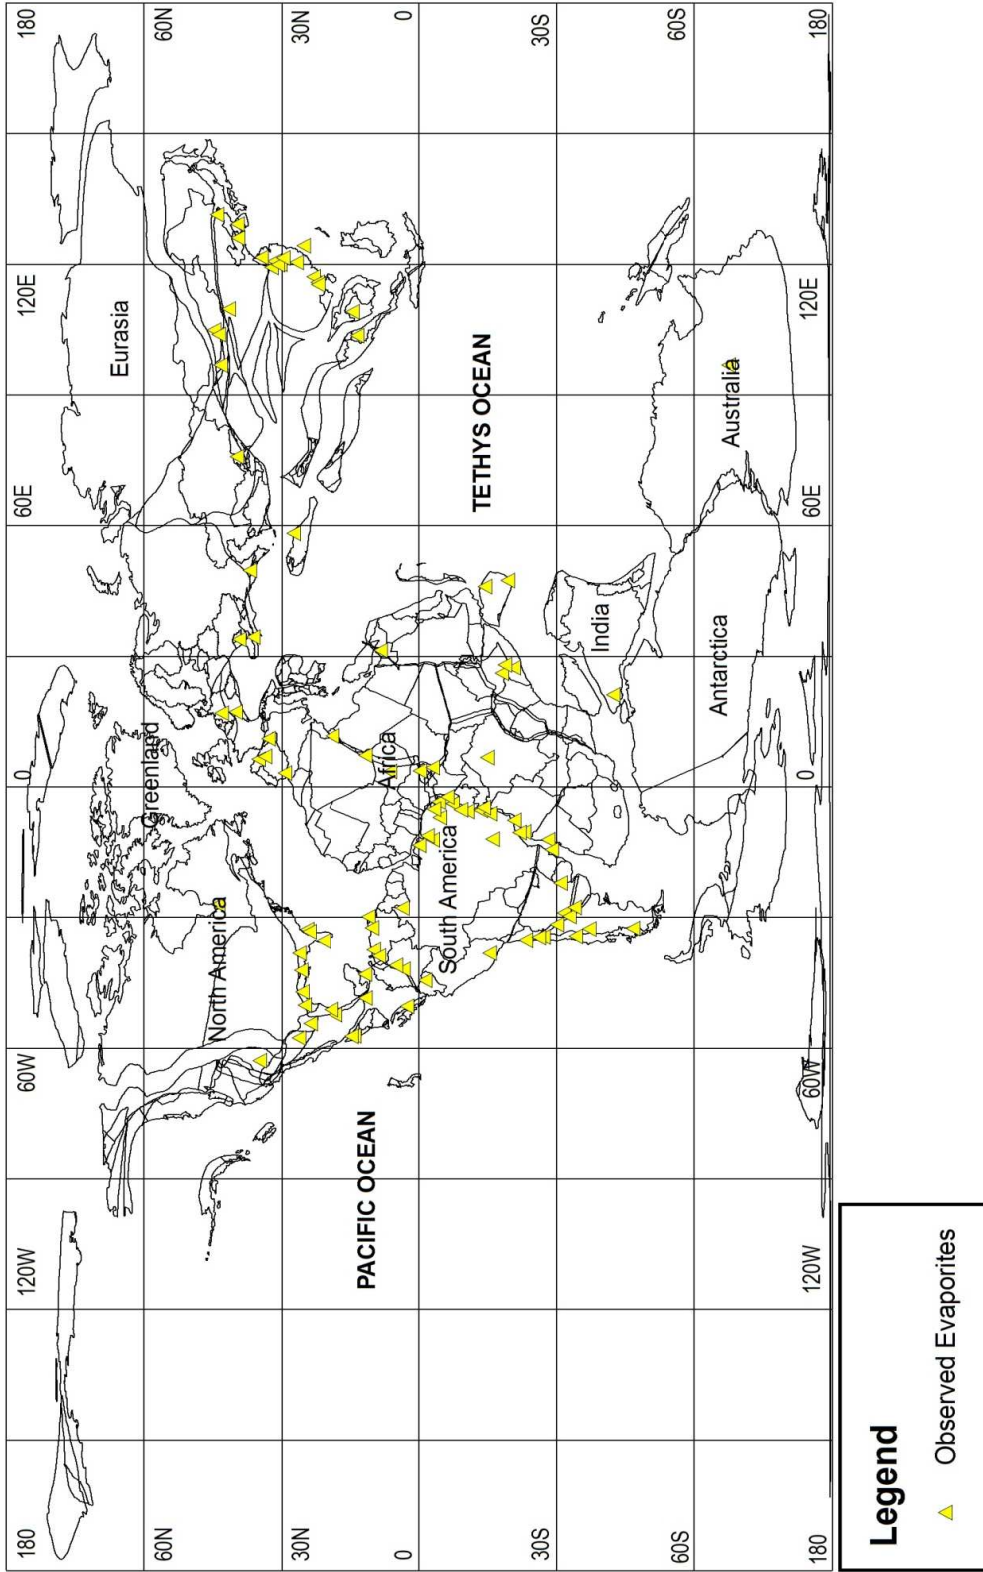 180
120W
60W
0
60E
120E
180
60N
60N
Greenland
Eurasia
North America
30N
30N
PACIFIC OCEAN
Africa
0
0
South America
TETHYS OCEAN
30S
30S
India
60S
60S
Antarctica
Australia
180
120W
60W
0
60E
120E
180
Legend
Observed Evaporites